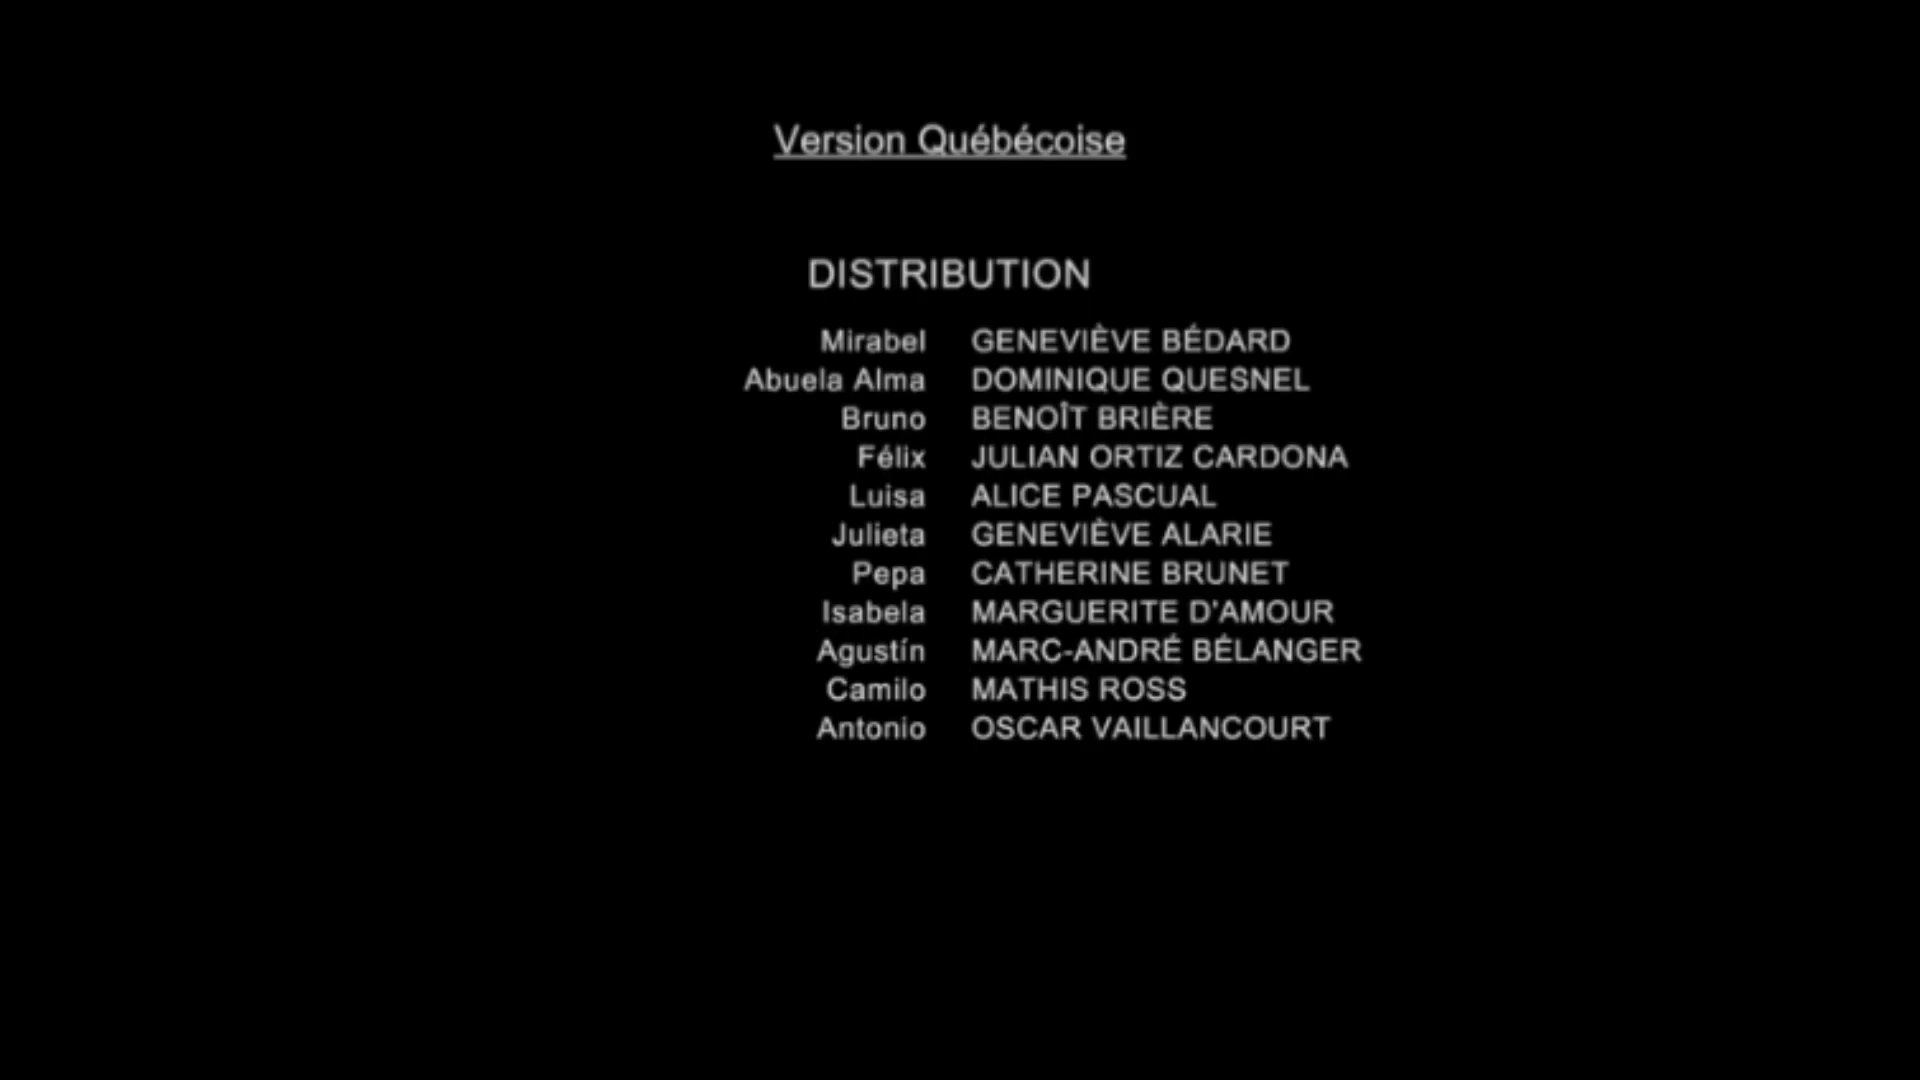 Version Québécoise
DISTRIBUTION
Mirabel GENEVIÈVE BÉDARD
Abuela Alma DOMINIQUE QUESNEL
Bruno BENOÎT BRIÈRE
Félix JULIAN ORTIZ CARDONA
Luisa ALICE PASCUAL
Julieta GENEVIÈVE ALARIE
Pepa CATHERINE BRUNET
Isabela MARGUERITE D'AMOUR
Agustín MARC-ANDRÉ BÉLANGER
Camilo MATHIS ROSS
Antonio OSCAR VAILLANCOURT